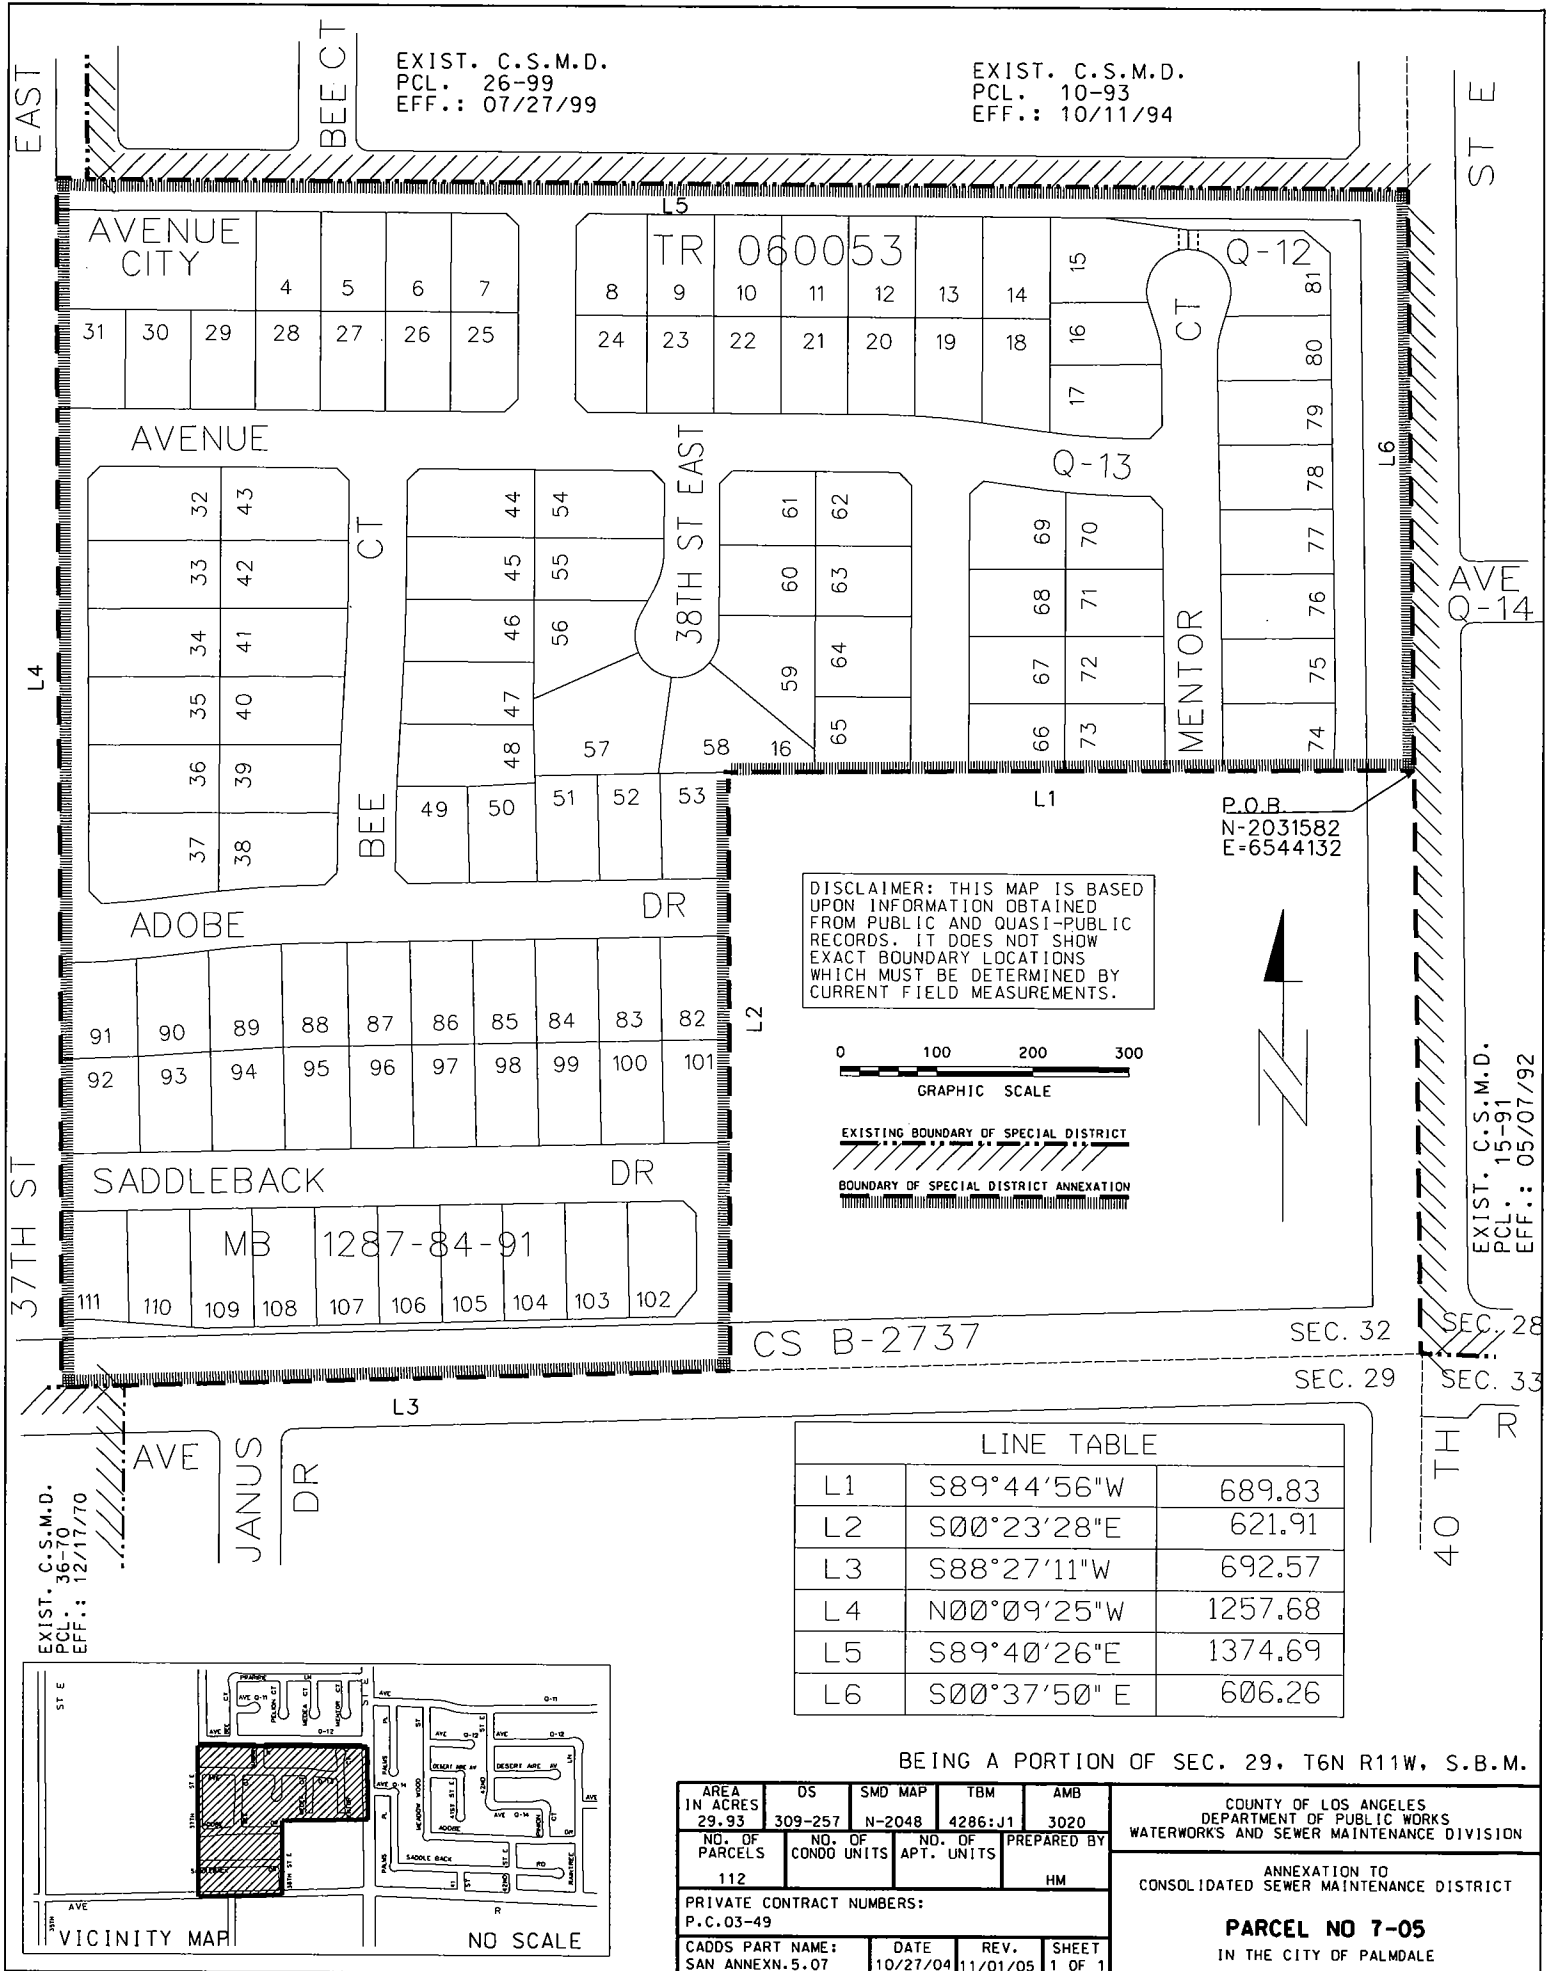 EXIST. C.S.M.D.
PCL. 26-99
EFF.: 07/27/99
EXIST. C.S.M.D.
PCL. 10-93
EFF.: 10/11/94
EAST
BEE CT
ST E
L5
AVENUE
CITY
TR 060053
Q-12
4 5 6 7 8 9 10 11 12 13 14 15 81
31 30 29 28 27 26 25 24 23 22 21 20 19 18 16 CT 80
17 79
AVENUE
Q-13
38TH ST EAST
L6
L4
32 43 44 54 61 62 69 70 78
33 42 45 55 60 63 68 71 77
CT
34 41 46 56 64 67 72 76
35 40 47 59 65 66 73 75
36 39 48 57 58 16 74
MENTOR
AVE
Q-14
BEE
49 50 51 52 53
37 38
L1
P.O.B.
N-2031582
E=6544132
ADOBE DR
DISCLAIMER: THIS MAP IS BASED
UPON INFORMATION OBTAINED
FROM PUBLIC AND QUASI-PUBLIC
RECORDS. IT DOES NOT SHOW
EXACT BOUNDARY LOCATIONS
WHICH MUST BE DETERMINED BY
CURRENT FIELD MEASUREMENTS.
L2
91 90 89 88 87 86 85 84 83 82
92 93 94 95 96 97 98 99 100 101
0 100 200 300
GRAPHIC SCALE
EXISTING BOUNDARY OF SPECIAL DISTRICT
BOUNDARY OF SPECIAL DISTRICT ANNEXATION
N
EXIST. C.S.M.D.
PCL. 15-91
EFF.: 05/07/92
37TH ST
SADDLEBACK DR
MB 1287-84-91
111 110 109 108 107 106 105 104 103 102
CS B-2737
SEC. 32
SEC. 28
SEC. 29
SEC. 33
L3
AVE
JANUS
DR
R
40 TH
EXIST. C.S.M.D.
PCL. 36-70
EFF.: 12/17/70
LINE TABLE
L1 S89°44'56"W 689.83
L2 S00°23'28"E 621.91
L3 S88°27'11"W 692.57
L4 N00°09'25"W 1257.68
L5 S89°40'26"E 1374.69
L6 S00°37'50" E 606.26
VICINITY MAP
NO SCALE
BEING A PORTION OF SEC. 29, T6N R11W, S.B.M.
AREA IN ACRES 29.93
DS 309-257
SMD MAP N-2048
TBM 4286:J1
AMB 3020
NO. OF PARCELS 112
NO. OF CONDO UNITS
NO. OF APT. UNITS
PREPARED BY HM
PRIVATE CONTRACT NUMBERS:
P.C.03-49
CADDS PART NAME:
SAN ANNEXN.5.07
DATE 10/27/04
REV. 11/01/05
SHEET 1 OF 1
COUNTY OF LOS ANGELES
DEPARTMENT OF PUBLIC WORKS
WATERWORKS AND SEWER MAINTENANCE DIVISION
ANNEXATION TO
CONSOLIDATED SEWER MAINTENANCE DISTRICT
PARCEL NO 7-05
IN THE CITY OF PALMDALE